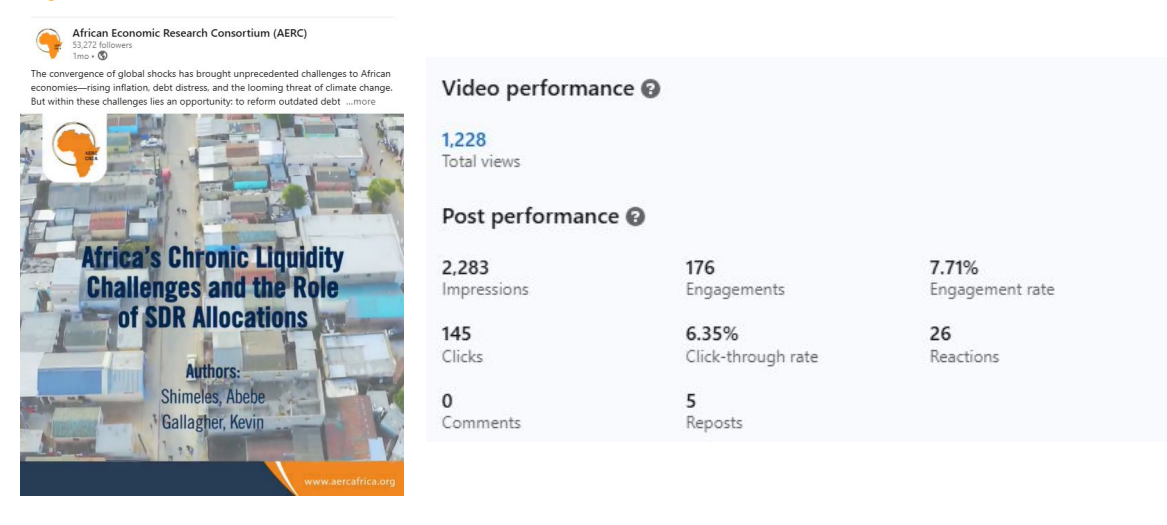 African Economic Research Consortium (AERC)
53,272 followers
1mo •
The convergence of global shocks has brought unprecedented challenges to African
economies—rising inflation, debt distress, and the looming threat of climate change.
But within these challenges lies an opportunity: to reform outdated debt ...more
AERC
CREA
Africa's Chronic Liquidity
Challenges and the Role
of SDR Allocations
Authors:
Shimeles, Abebe
Gallagher, Kevin
www.aercafrica.org
Video performance ?
1,228
Total views
Post performance ?
2,283
Impressions
176
Engagements
7.71%
Engagement rate
145
Clicks
6.35%
Click-through rate
26
Reactions
0
Comments
5
Reposts